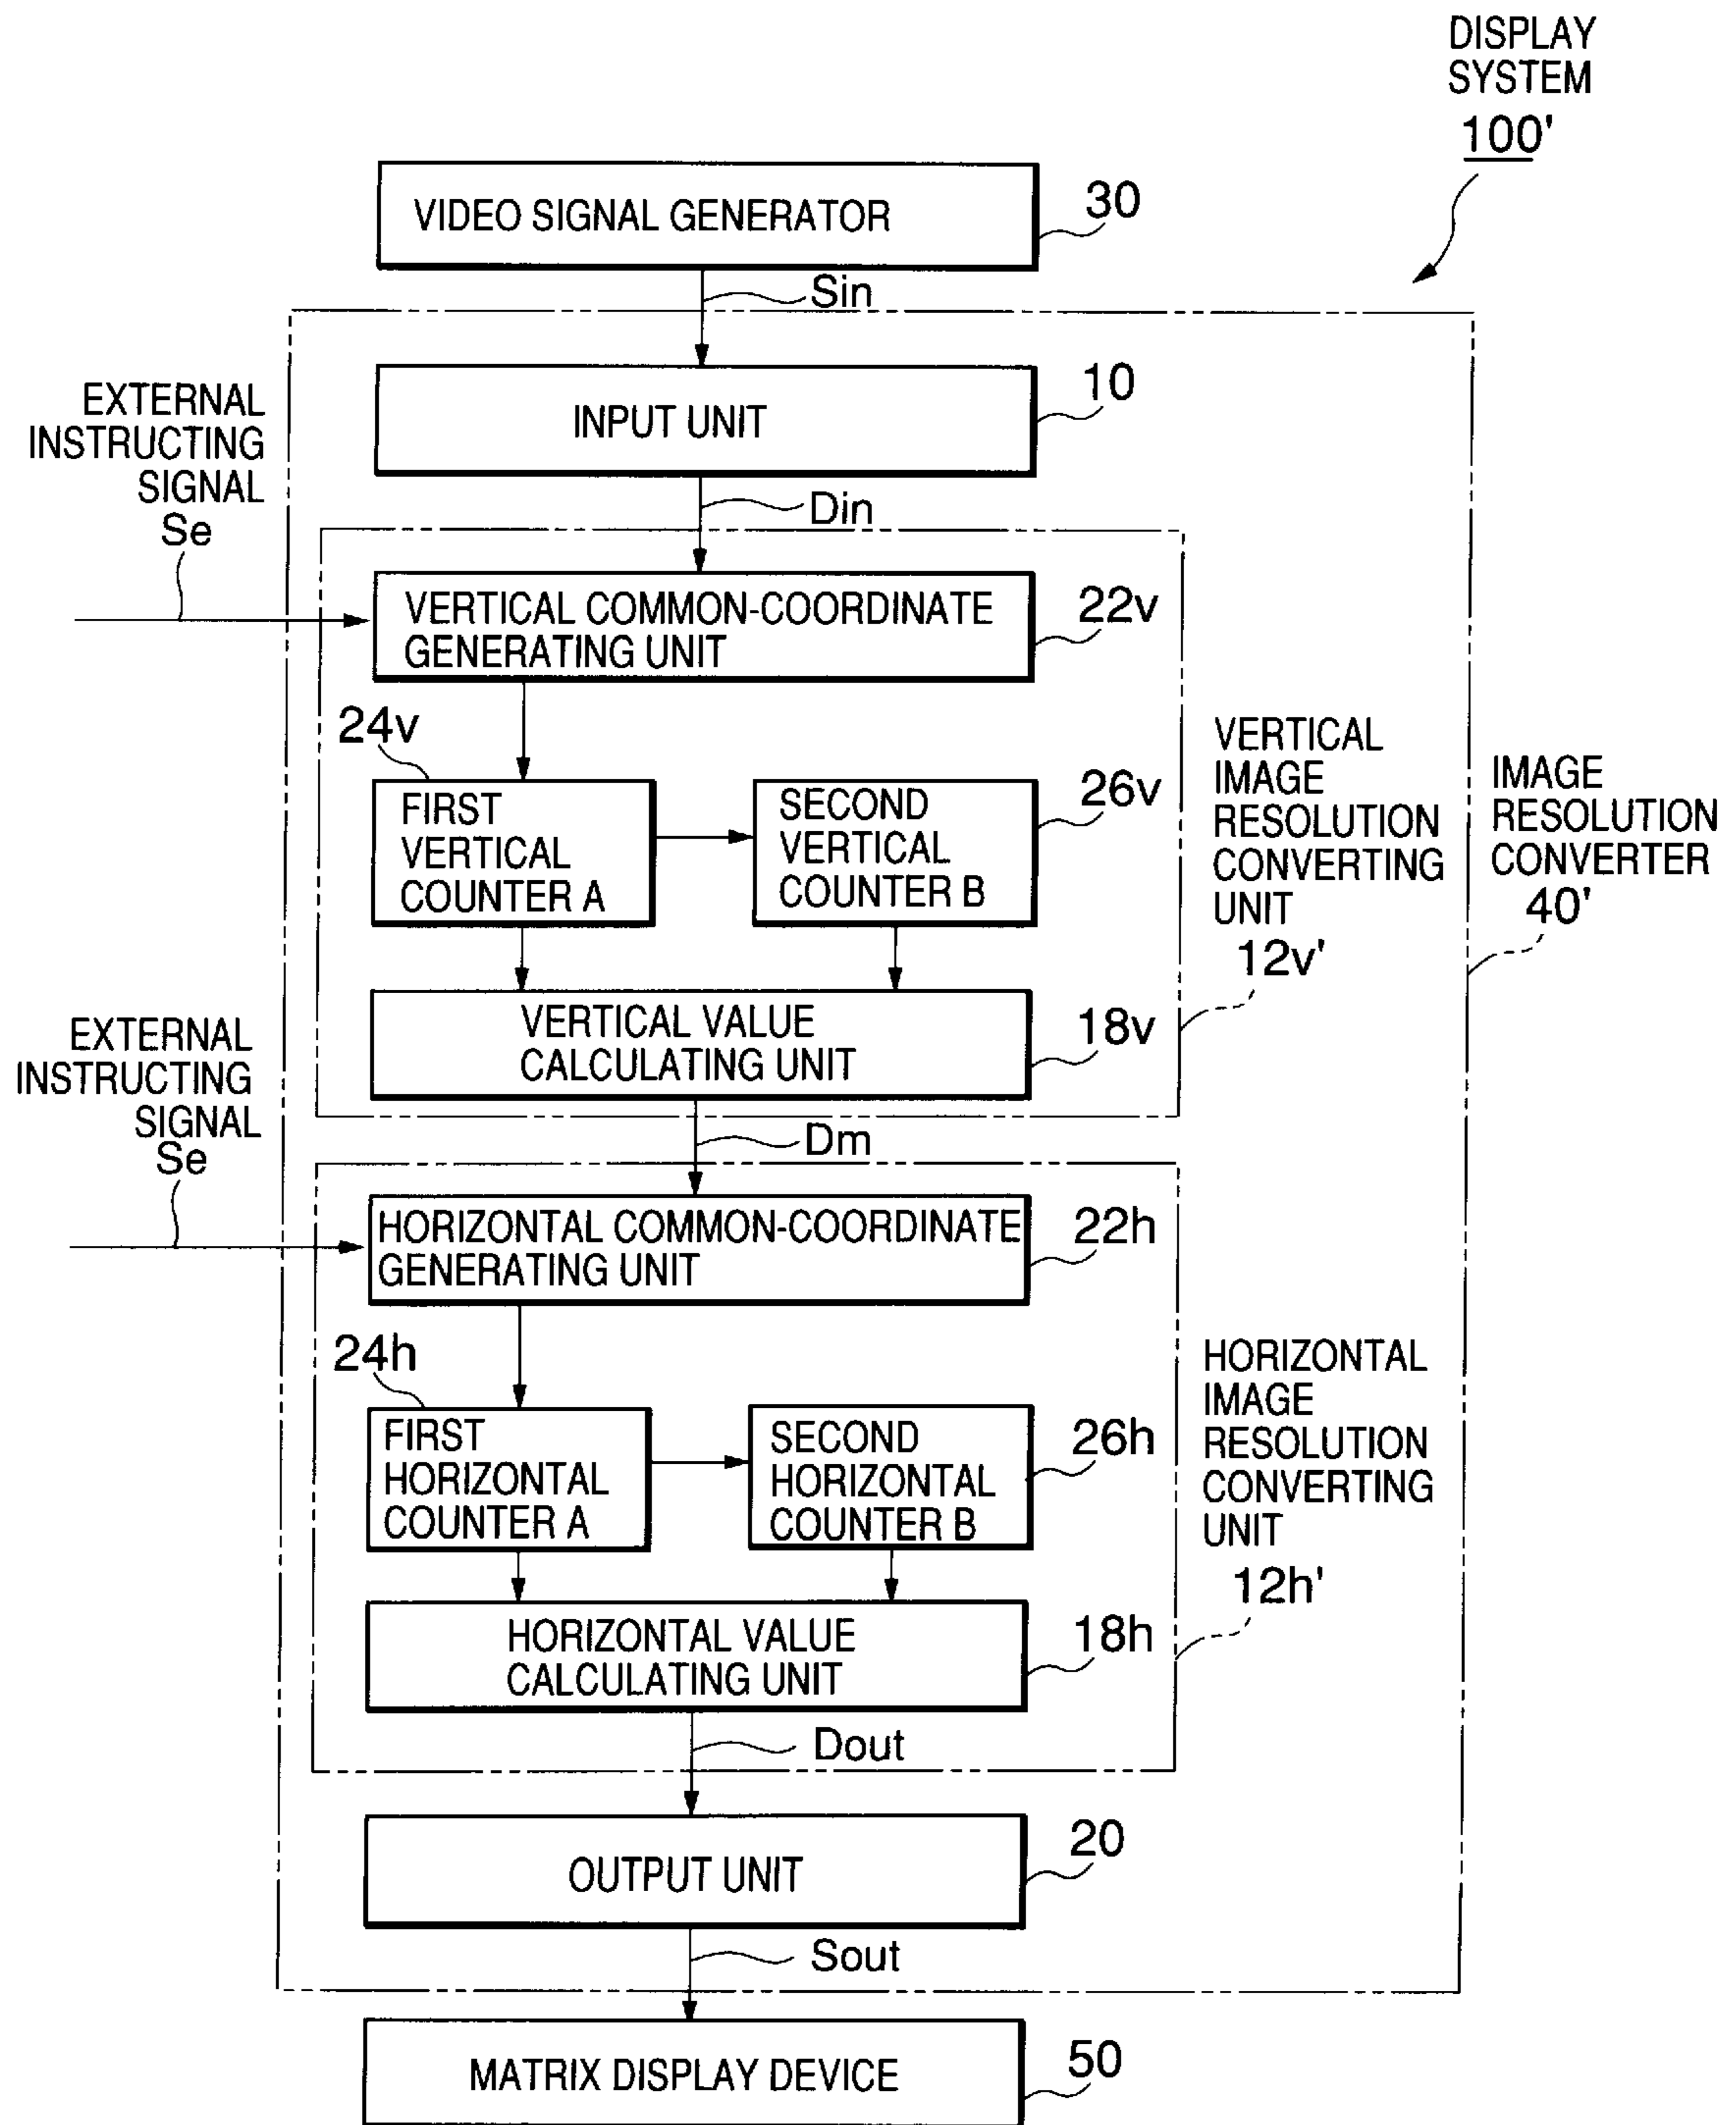 DISPLAY
SYSTEM
100'
VIDEO SIGNAL GENERATOR
30
Sin
INPUT UNIT
10
EXTERNAL
INSTRUCTING
SIGNAL
Se
Din
VERTICAL COMMON-COORDINATE
GENERATING UNIT
22v
24v
FIRST
VERTICAL
COUNTER A
SECOND
VERTICAL
COUNTER B
26v
VERTICAL
IMAGE
RESOLUTION
CONVERTING
UNIT
12v'
IMAGE
RESOLUTION
CONVERTER
40'
VERTICAL VALUE
CALCULATING UNIT
18v
EXTERNAL
INSTRUCTING
SIGNAL
Se
Dm
HORIZONTAL COMMON-COORDINATE
GENERATING UNIT
22h
24h
FIRST
HORIZONTAL
COUNTER A
SECOND
HORIZONTAL
COUNTER B
26h
HORIZONTAL
IMAGE
RESOLUTION
CONVERTING
UNIT
12h'
HORIZONTAL VALUE
CALCULATING UNIT
18h
Dout
OUTPUT UNIT
20
Sout
MATRIX DISPLAY DEVICE
50